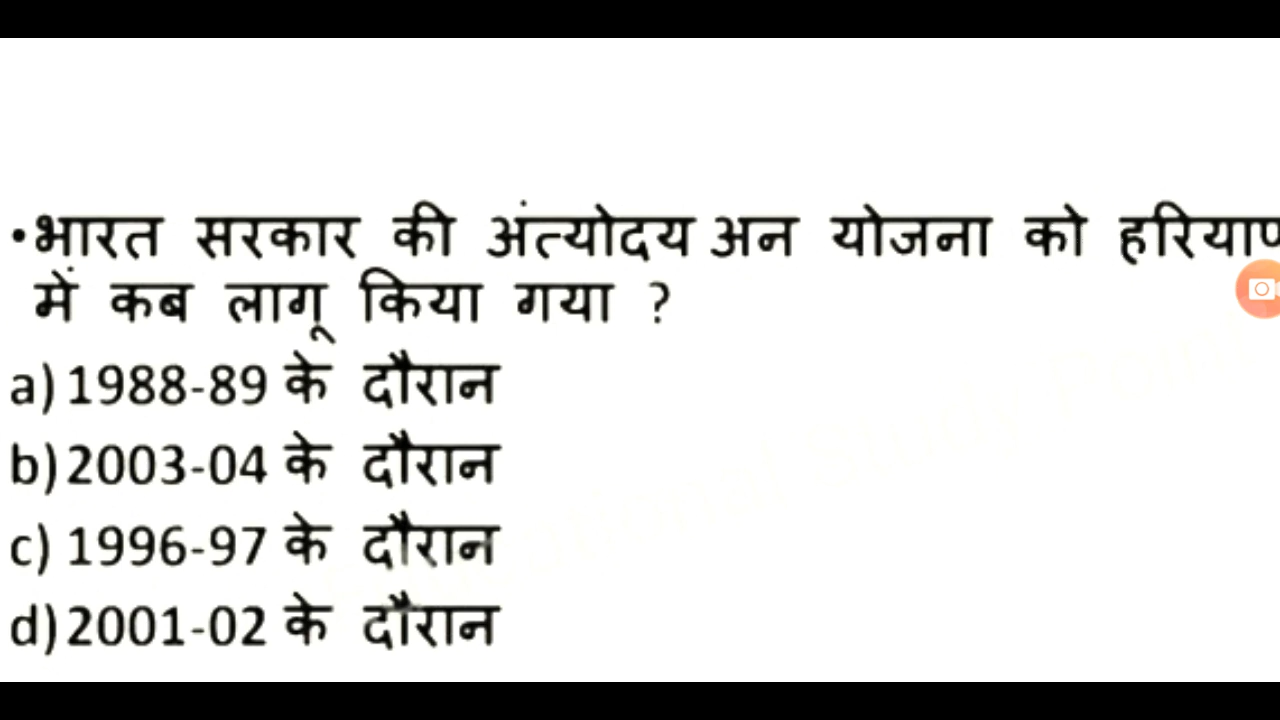 •भारत सरकार की अंत्योदय अन योजना को हरियाण
में कब लागू किया गया ?
a) 1988-89 के दौरान
b) 2003-04 के दौरान
c) 1996-97 के दौरान
d) 2001-02 के दौरान